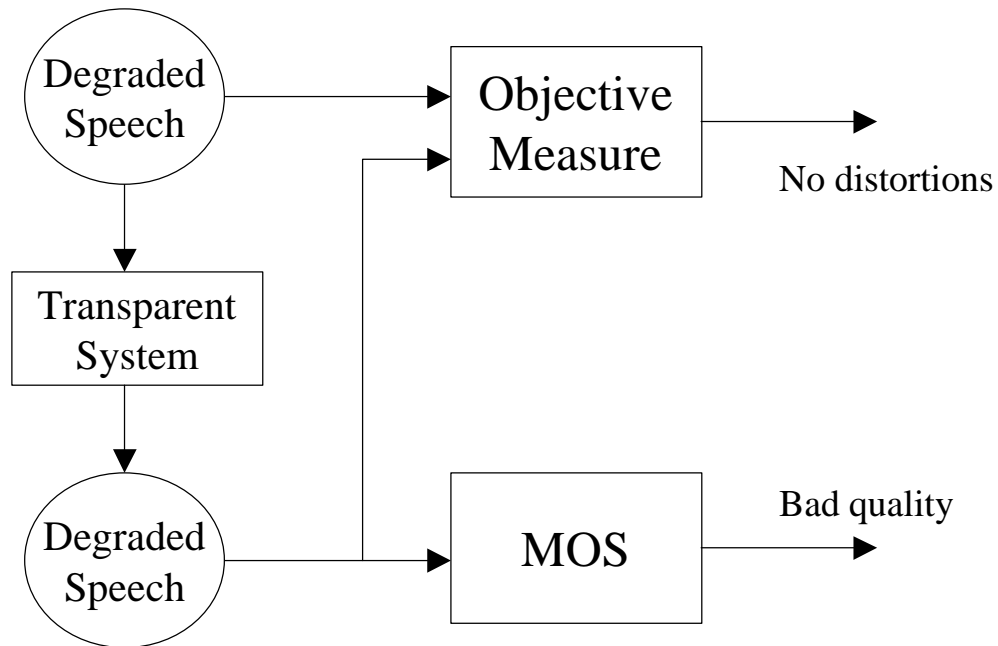 Degraded
Speech
Objective
Measure
No distortions
Transparent
System
Degraded
Speech
MOS
Bad quality